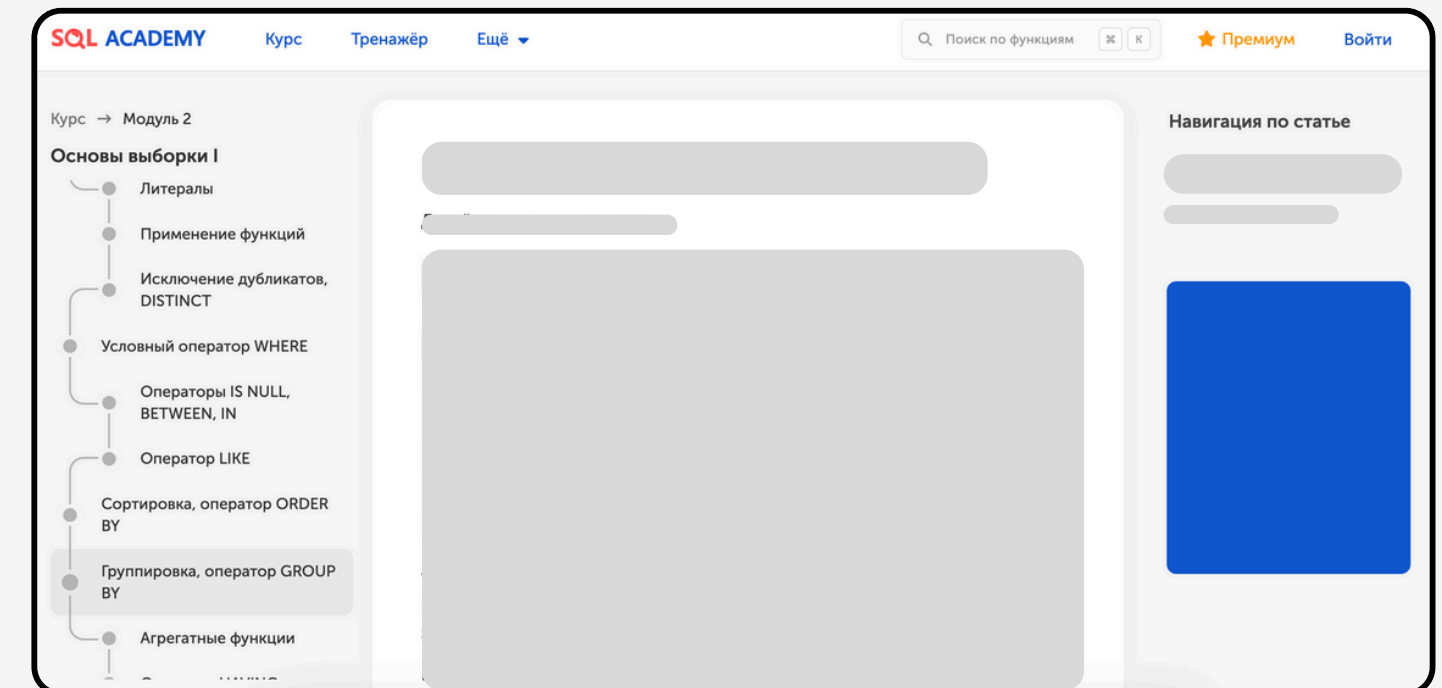 SQL ACADEMY
Курс
Тренажёр
Ещё
Поиск по функциям
⌘
K
Премиум
Войти
Курс → Модуль 2
Основы выборки I
Литералы
Применение функций
Исключение дубликатов,
DISTINCT
Условный оператор WHERE
Операторы IS NULL,
BETWEEN, IN
Оператор LIKE
Сортировка, оператор ORDER
BY
Группировка, оператор GROUP
BY
Агрегатные функции
Навигация по статье